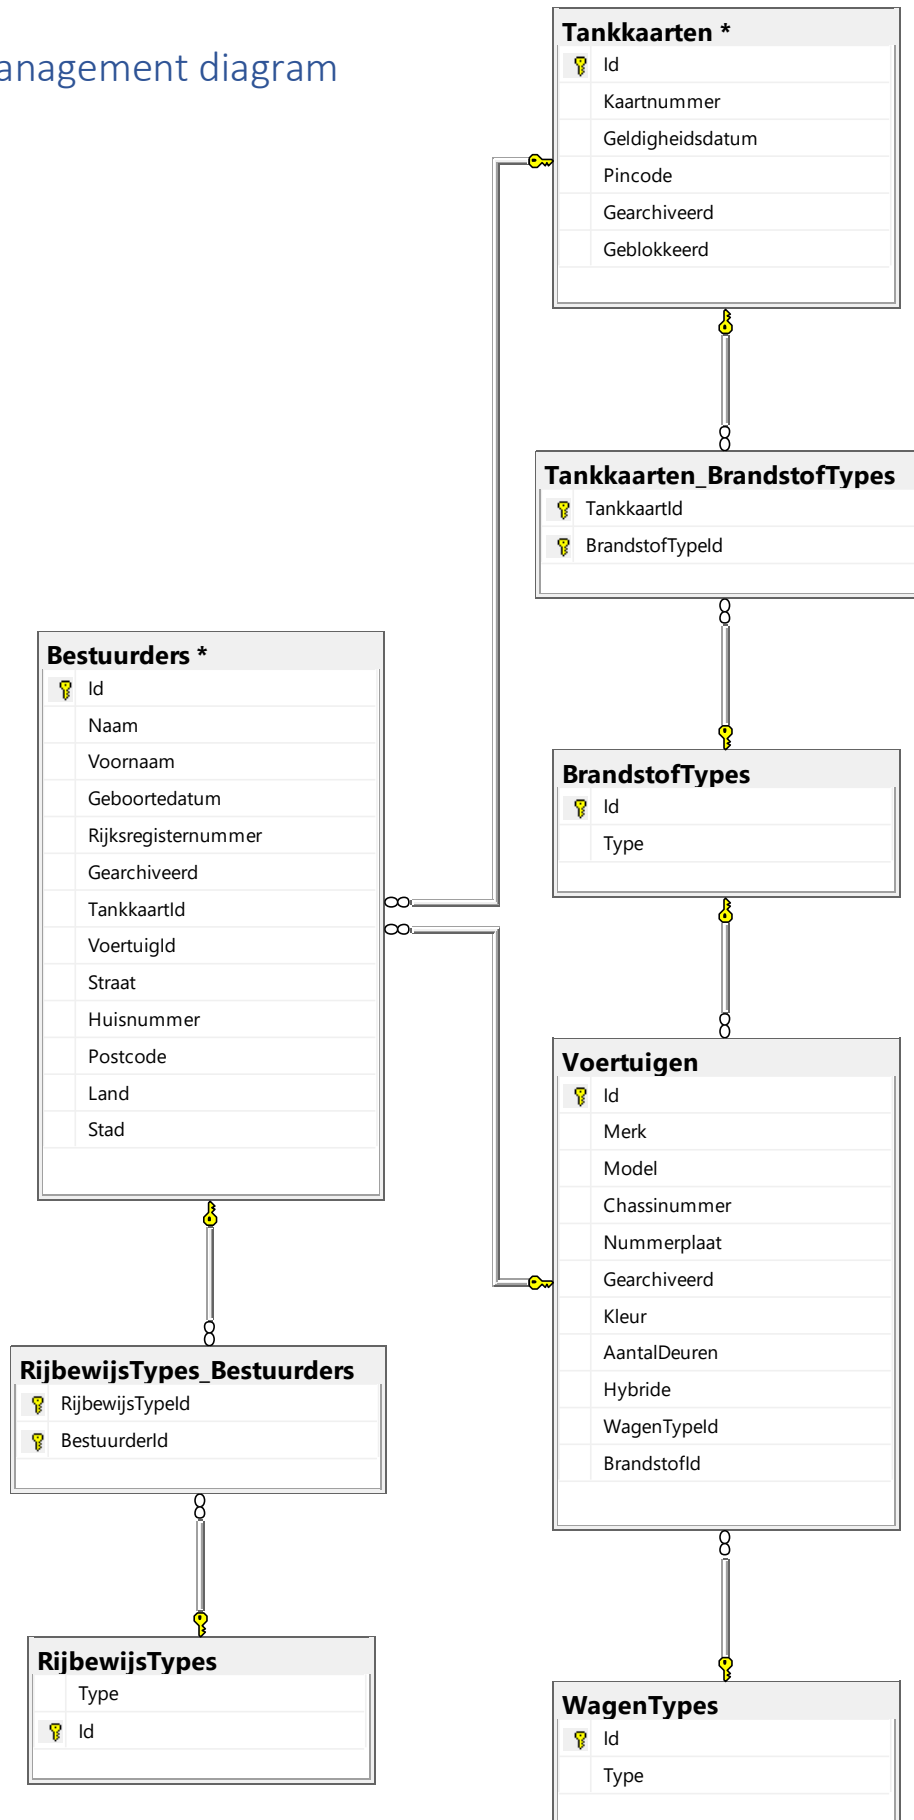 anagement diagram
Tankkaarten *
Id
Kaartnummer
Geldigheidsdatum
Pincode
Gearchiveerd
Geblokkeerd
Tankkaarten_BrandstofTypes
TankkaartId
BrandstofTypeId
Bestuurders *
Id
Naam
Voornaam
Geboortedatum
Rijksregisternummer
Gearchiveerd
TankkaartId
VoertuigId
Straat
Huisnummer
Postcode
Land
Stad
BrandstofTypes
Id
Type
Voertuigen
Id
Merk
Model
Chassinummer
Nummerplaat
Gearchiveerd
Kleur
AantalDeuren
Hybride
WagenTypeId
BrandstofId
RijbewijsTypes_Bestuurders
RijbewijsTypeId
BestuurderId
RijbewijsTypes
Type
Id
WagenTypes
Id
Type